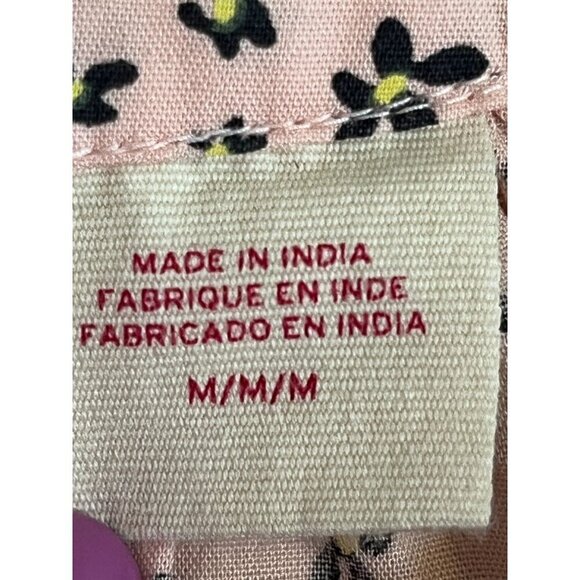 MADE IN INDIA
FABRIQUE EN INDE
FABRICADO EN INDIA
M/M/M